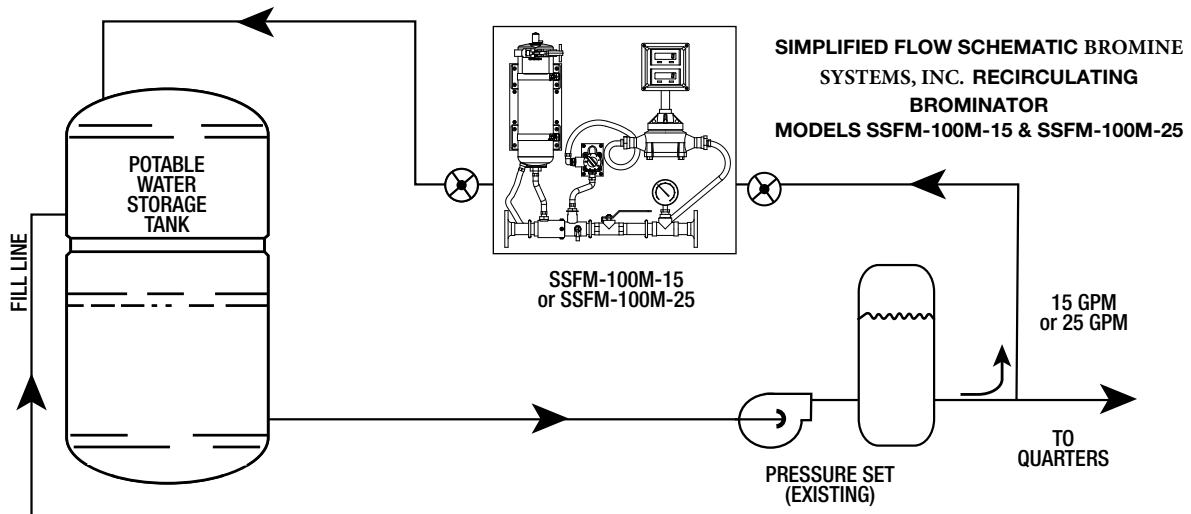 SIMPLIFIED FLOW SCHEMATIC BROMINE
SYSTEMS, INC. RECIRCULATING
BROMINATOR
MODELS SSFM-100M-15 & SSFM-100M-25
POTABLE
WATER
STORAGE
TANK
FILL LINE
SSFM-100M-15
or SSFM-100M-25
15 GPM
or 25 GPM
TO
QUARTERS
PRESSURE SET
(EXISTING)